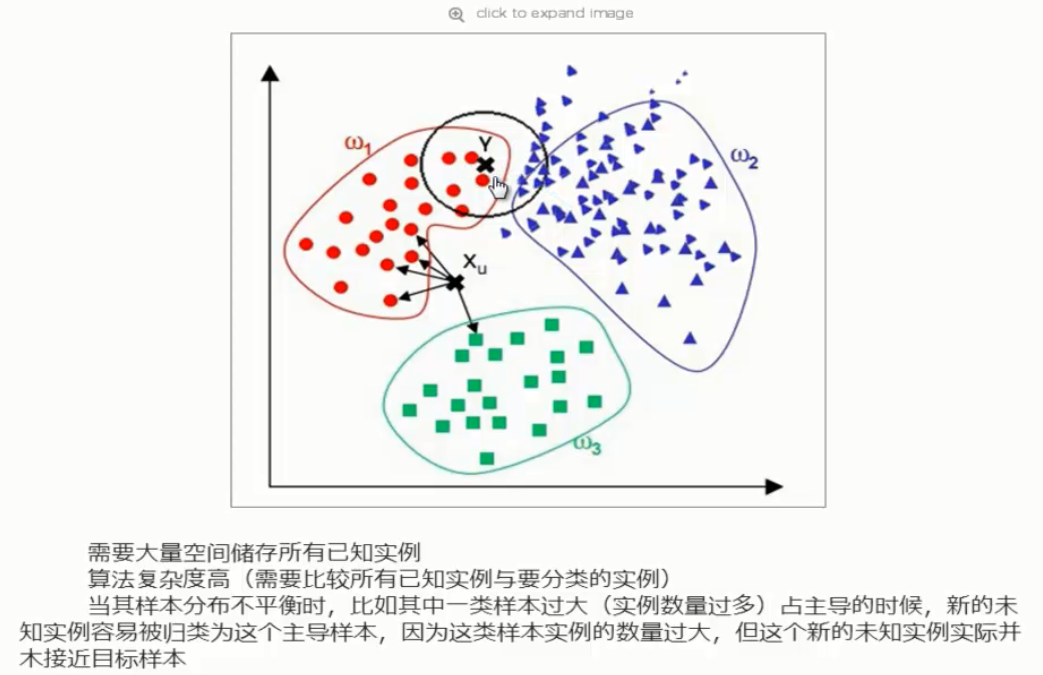 click to expand image
ω1
Y
ω2
Xu
ω3
需要大量空间储存所有已知实例
算法复杂度高（需要比较所有已知实例与要分类的实例）
当其样本分布不平衡时，比如其中一类样本过大（实例数量过多）占主导的时候，新的未
知实例容易被归类为这个主导样本，因为这类样本实例的数量过大，但这个新的未知实例实际并
木接近目标样本